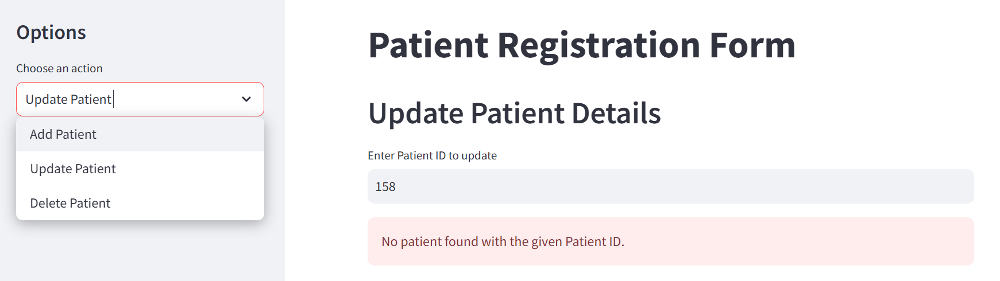 Options
Choose an action
Update Patient
Add Patient
Update Patient
Delete Patient
Patient Registration Form
Update Patient Details
Enter Patient ID to update
158
No patient found with the given Patient ID.